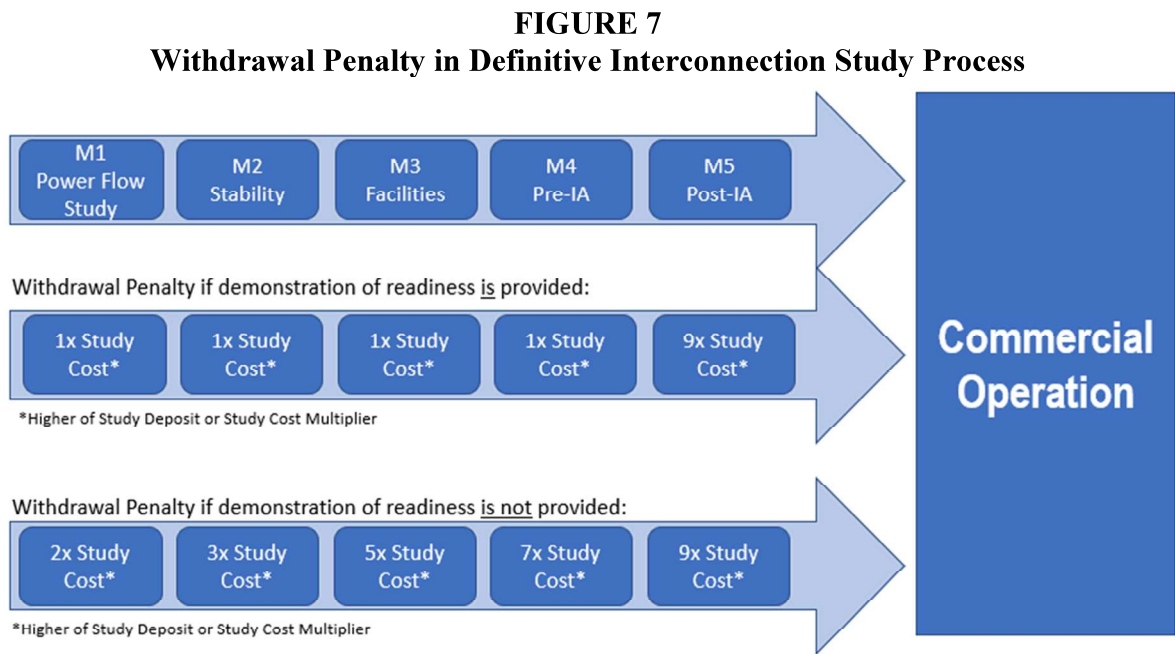 FIGURE 7
Withdrawal Penalty in Definitive Interconnection Study Process
M1
Power Flow
Study
M2
Stability
M3
Facilities
M4
Pre-IA
M5
Post-IA
Withdrawal Penalty if demonstration of readiness is provided:
1x Study
Cost*
1x Study
Cost*
1x Study
Cost*
1x Study
Cost*
9x Study
Cost*
*Higher of Study Deposit or Study Cost Multiplier
Withdrawal Penalty if demonstration of readiness is not provided:
2x Study
Cost*
3x Study
Cost*
5x Study
Cost*
7x Study
Cost*
9x Study
Cost*
*Higher of Study Deposit or Study Cost Multiplier
Commercial
Operation